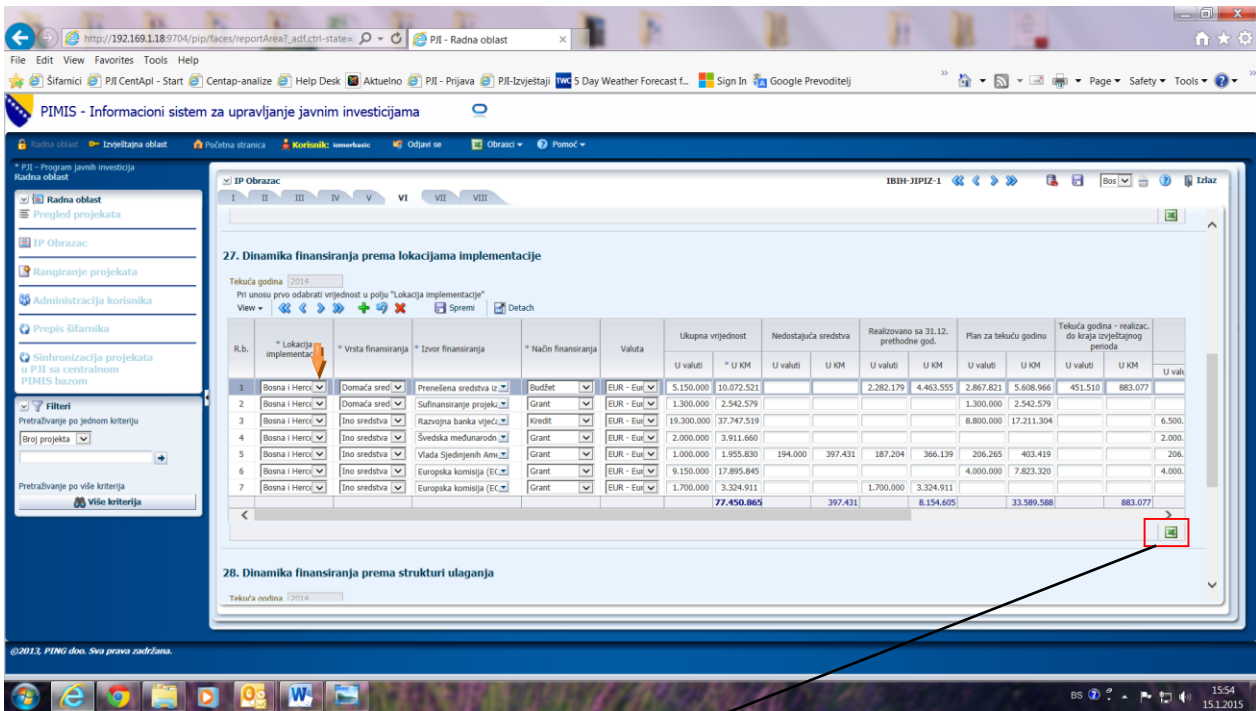 http://192.169.1.18:9704/pip/faces/reportArea?_adf.ctrl-state=
PJI - Radna oblast
File Edit View Favorites Tools Help
Šifarnici PJI CentApl - Start Centap-analize Help Desk Aktuelno PJI - Prijava PJI-Izvještaji TWC 5 Day Weather Forecast f... Sign In Google Prevoditelj » Page Safety Tools
PIMIS - Informacioni sistem za upravljanje javnim investicijama
Radna oblast Izvještajna oblast Početna stranica Korisnik: iomerbasic Odjavi se Obrasci Pomoć
* PJI - Program javnih investicija
Radna oblast
Radna oblast
Pregled projekata
IP Obrazac
Rangiranje projekata
Administracija korisnika
Prepis šifarnika
Sinhronizacija projekata
u PJI sa centralnom
PIMIS bazom
Filteri
Pretraživanje po jednom kriteriju
Broj projekta
Pretraživanje po više kriterija
Više kriterija
IP Obrazac IBIH-JIPIZ-1 Bos Izlaz
I II III IV V VI VII VIII
27. Dinamika finansiranja prema lokacijama implementacije
Tekuća godina 2014
Pri unosu prvo odabrati vrijednost u polju "Lokacija implementacije"
View Spremi Detach
R.b. * Lokacija implementac * Vrsta finansiranja * Izvor finansiranja * Način finansiranja Valuta Ukupna vrijednost Nedostajuća sredstva Realizovano sa 31.12. prethodne god. Plan za tekuću godinu Tekuća godina - realizac. do kraja izvještajnog perioda
U valuti * U KM U valuti U KM U valuti U KM U valuti U KM U valuti U KM U valu
1 Bosna i Herce Domaća sred Prenešena sredstva iz Budžet EUR - Eur 5.150.000 10.072.521 2.282.179 4.463.555 2.867.821 5.608.966 451.510 883.077
2 Bosna i Herce Domaća sred Sufinansiranje projek Grant EUR - Eur 1.300.000 2.542.579 1.300.000 2.542.579
3 Bosna i Herce Ino sredstva Razvojna banka vijeća Kredit EUR - Eur 19.300.000 37.747.519 8.800.000 17.211.304 6.500.
4 Bosna i Herce Ino sredstva Švedska međunarodn Grant EUR - Eur 2.000.000 3.911.660 2.000.
5 Bosna i Herce Ino sredstva Vlada Sjedinjenih Ame Grant EUR - Eur 1.000.000 1.955.830 194.000 397.431 187.204 366.139 206.265 403.419 206.
6 Bosna i Herce Ino sredstva Europska komisija (EC Grant EUR - Eur 9.150.000 17.895.845 4.000.000 7.823.320 4.000.
7 Bosna i Herce Ino sredstva Europska komisija (EC Grant EUR - Eur 1.700.000 3.324.911 1.700.000 3.324.911
77.450.865 397.431 8.154.605 33.589.588 883.077
28. Dinamika finansiranja prema strukturi ulaganja
Tekuća godina 2014
©2013, PING doo. Sva prava zadržana.
BS 15:54
15.1.2015